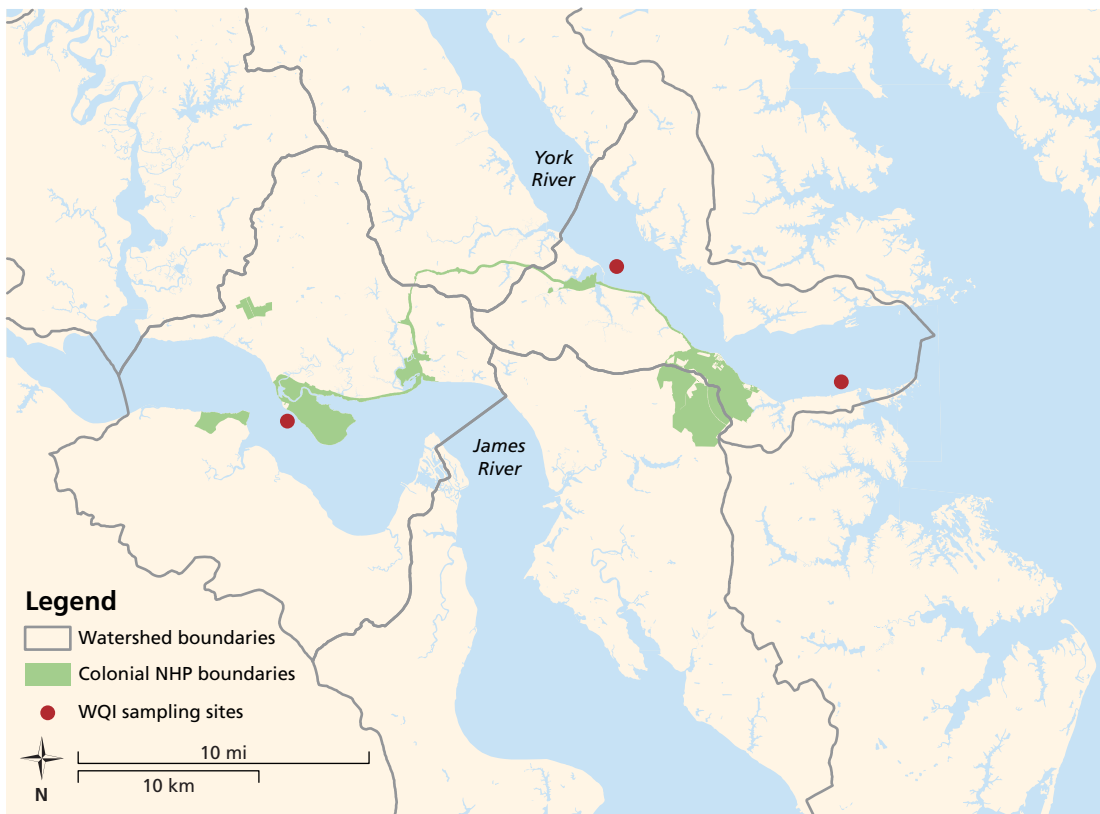 York
River
James
River
Legend
Watershed boundaries
Colonial NHP boundaries
WQI sampling sites
10 mi
10 km
N